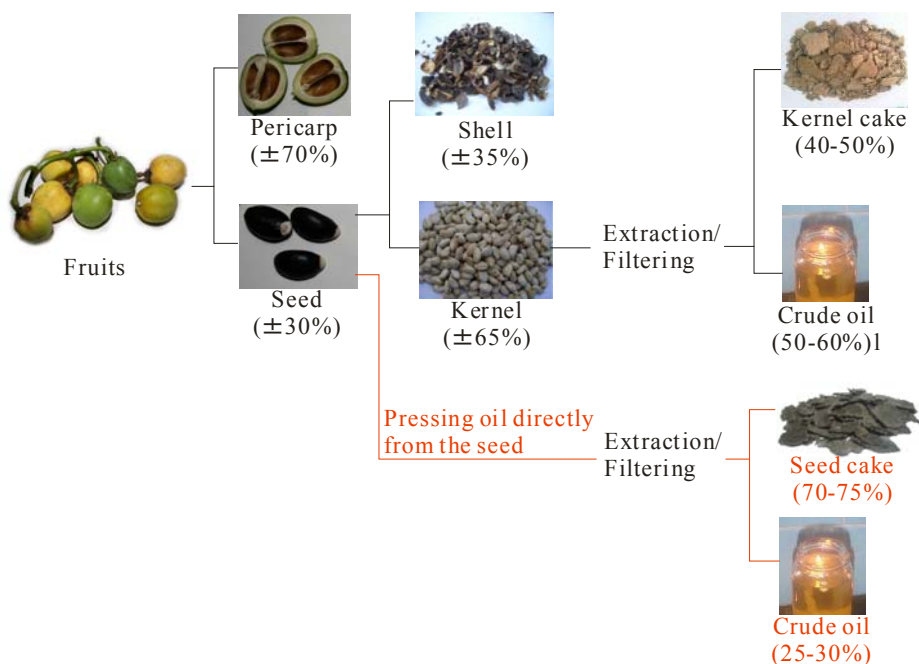 Fruits
Pericarp
(±70%)
Seed
(±30%)
Shell
(±35%)
Kernel
(±65%)
Extraction/
Filtering
Kernel cake
(40-50%)
Crude oil
(50-60%)l
Pressing oil directly
from the seed
Extraction/
Filtering
Seed cake
(70-75%)
Crude oil
(25-30%)